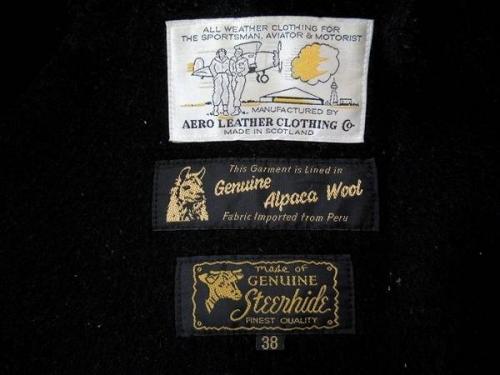 ALL WEATHER CLOTHING FOR
THE SPORTSMAN, AVIATOR & MOTORIST
MANUFACTURED BY
AERO LEATHER CLOTHING Co
MADE IN SCOTLAND
This Garment is Lined in
Genuine
Alpaca Wool
Fabric Imported from Peru
made of
GENUINE
Steerhide
FINEST QUALITY
38